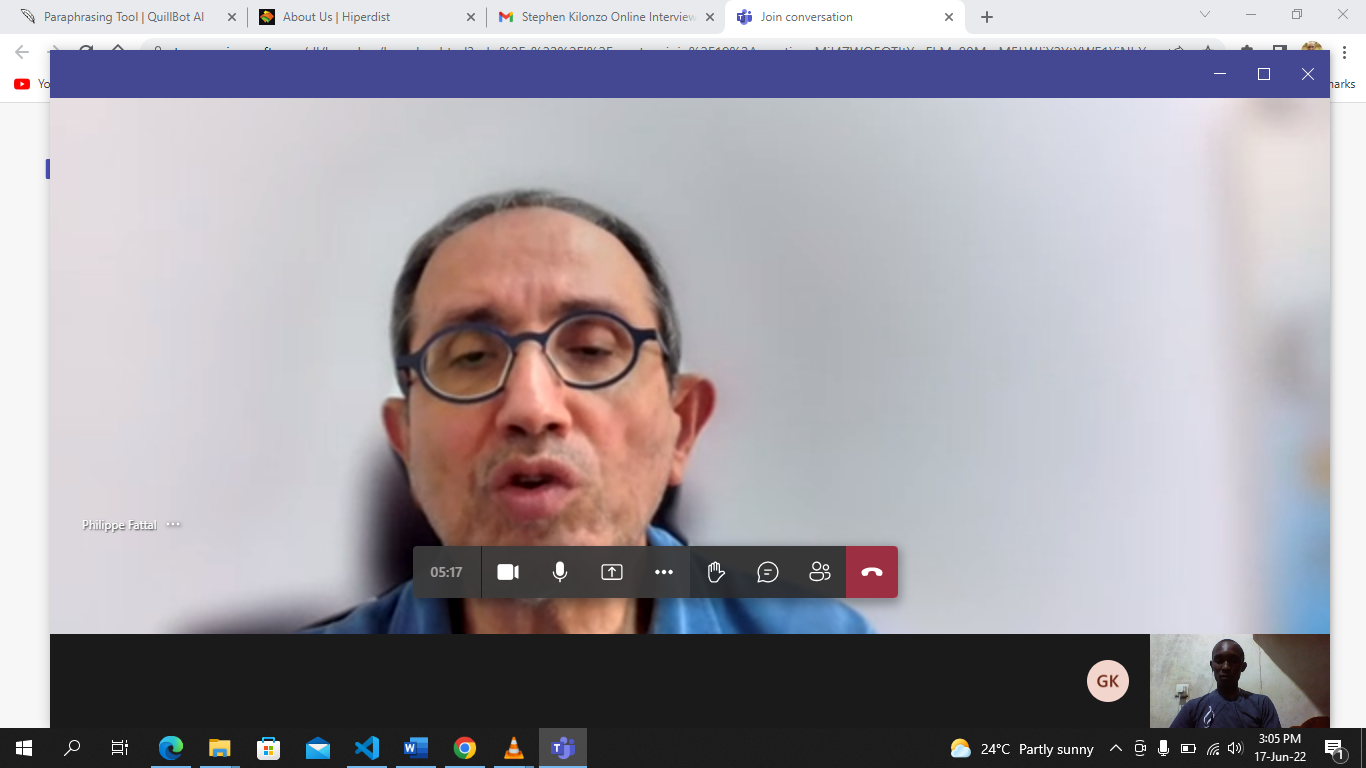 Paraphrasing Tool | QuillBot AI
About Us | Hiperdist
Stephen Kilonzo Online Interview
Join conversation
Yo
marks
Philippe Fattal
05:17
GK
24°C Partly sunny
3:05 PM
17-Jun-22
1